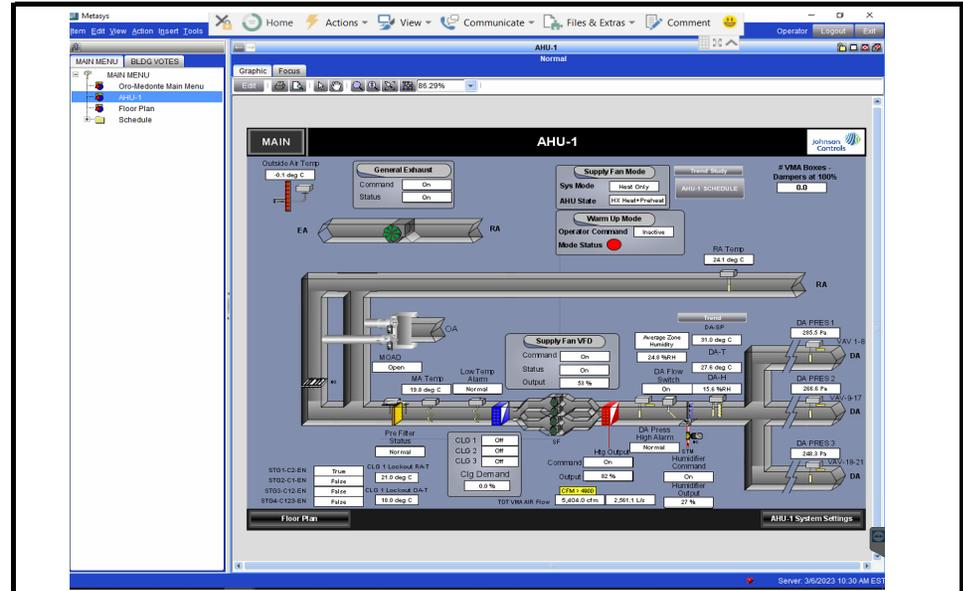 Metasys
Home Actions View Communicate Files & Extras Comment
Item Edit View Action Insert Tools
Operator Logout Exit
AHU-1
Normal
MAIN MENU BLDG VOTES
MAIN MENU
Oro-Medonte Main Menu
AHU-1
Floor Plan
Schedule
Graphic Focus
Edit 86.29%
MAIN
AHU-1
Johnson Controls
Outside Air Temp
-0.1 deg C
General Exhaust
Command On
Status On
Supply Fan Mode
Sys Mode Heat Only
AHU State HX Heat+Preheat
Trend Study
AHU-1 SCHEDULE
# VMA Boxes -
Dampers at 100%
0.0
Warm Up Mode
Operator Command Inactive
Mode Status
EA
RA
RA Temp
24.1 deg C
RA
OA
MOAD
Open
MA Temp
19.8 deg C
Low Temp
Alarm
Normal
Supply Fan VFD
Command On
Status On
Output 53 %
Trend
DA-SP
31.0 deg C
Average Zone
Humidity
24.8 %RH
DA-T
27.6 deg C
DA Flow
Switch
On
DA-H
15.6 %RH
DA PRES 1
285.5 Pa
VAV 1-8
DA
DA PRES 2
266.6 Pa
VAV-9-17
DA
DA PRES 3
248.3 Pa
VAV-18-21
DA
Pre Filter
Status
Normal
SF
CLG 1 Off
CLG 2 Off
CLG 3 Off
Clg Demand
0.0 %
DA Press
High Alarm
Normal
Htg Output
Command On
Output 82 %
STM
Humidifier
Command
On
Humidifier
Output
27 %
STG1-C2-EN True
STG2-C1-EN False
STG3-C12-EN False
STG4-C123-EN False
CLG 1 Lockout RA-T
21.0 deg C
CLG 1 Lockout OA-T
18.0 deg C
CFM > 4900
TOT VMA AIR Flow 5,404.0 cfm 2,561.1 L/s
Floor Plan
AHU-1 System Settings
Server: 3/6/2023 10:30 AM EST